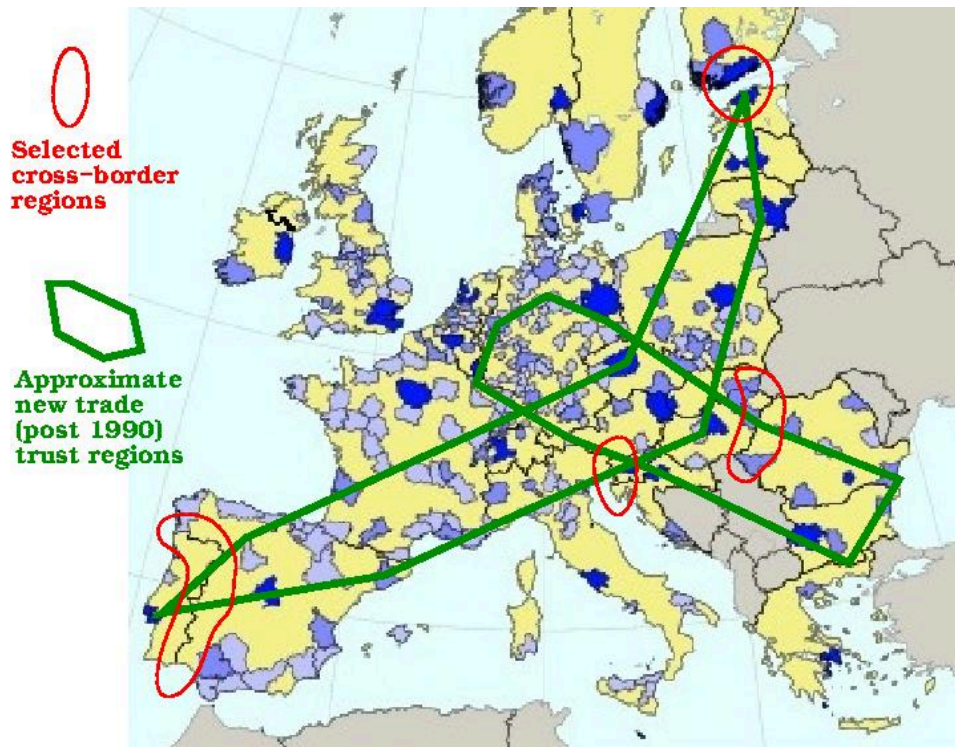 Selected
cross-border
regions
Approximate
new trade
(post 1990)
trust regions